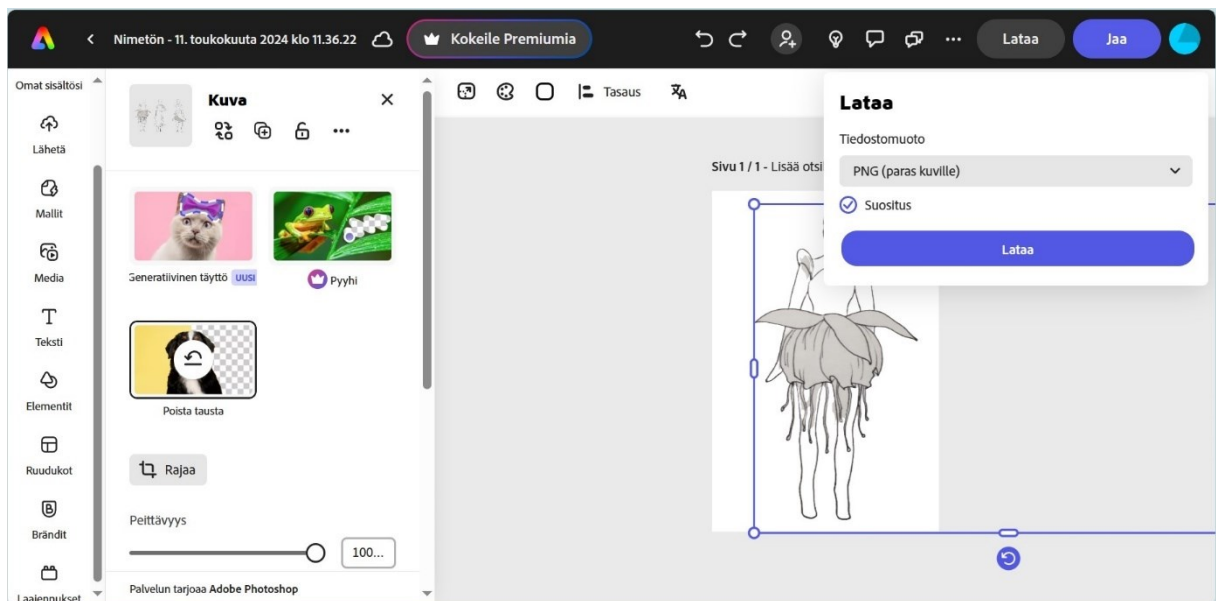 Nimetön - 11. toukokuuta 2024 klo 11.36.22
Kokeile Premiumia
Lataa
Jaa
Omat sisältösi
Lähetä
Mallit
Media
Teksti
Elementit
Ruudukot
Brändit
Laajennukset
Kuva
Generatiivinen täyttö UUSI
Pyyhi
Poista tausta
Rajaa
Peittävyys
100...
Palvelun tarjoaa Adobe Photoshop
Tasaus
Sivu 1 / 1 - Lisää otsi
Lataa
Tiedostomuoto
PNG (paras kuville)
Suositus
Lataa